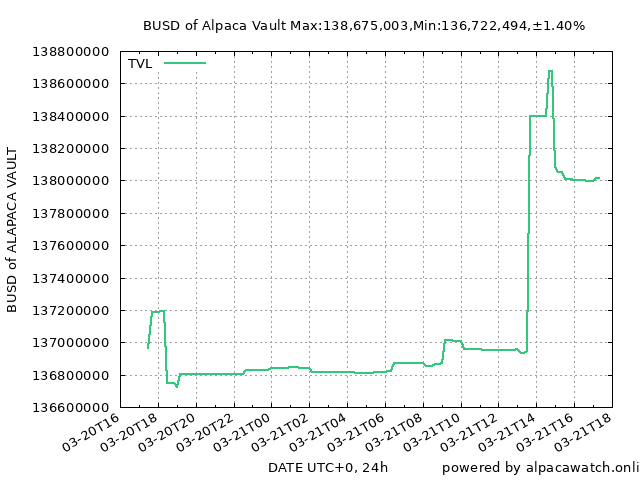 BUSD of Alpaca Vault Max:138,675,003,Min:136,722,494,±1.40%
TVL
138800000
138600000
138400000
138200000
138000000
137800000
137600000
137400000
137200000
137000000
136800000
136600000
BUSD of ALAPACA VAULT
03-20T16
03-20T18
03-20T20
03-20T22
03-21T00
03-21T02
03-21T04
03-21T06
03-21T08
03-21T10
03-21T12
03-21T14
03-21T16
03-21T18
DATE UTC+0, 24h
powered by alpacawatch.onli